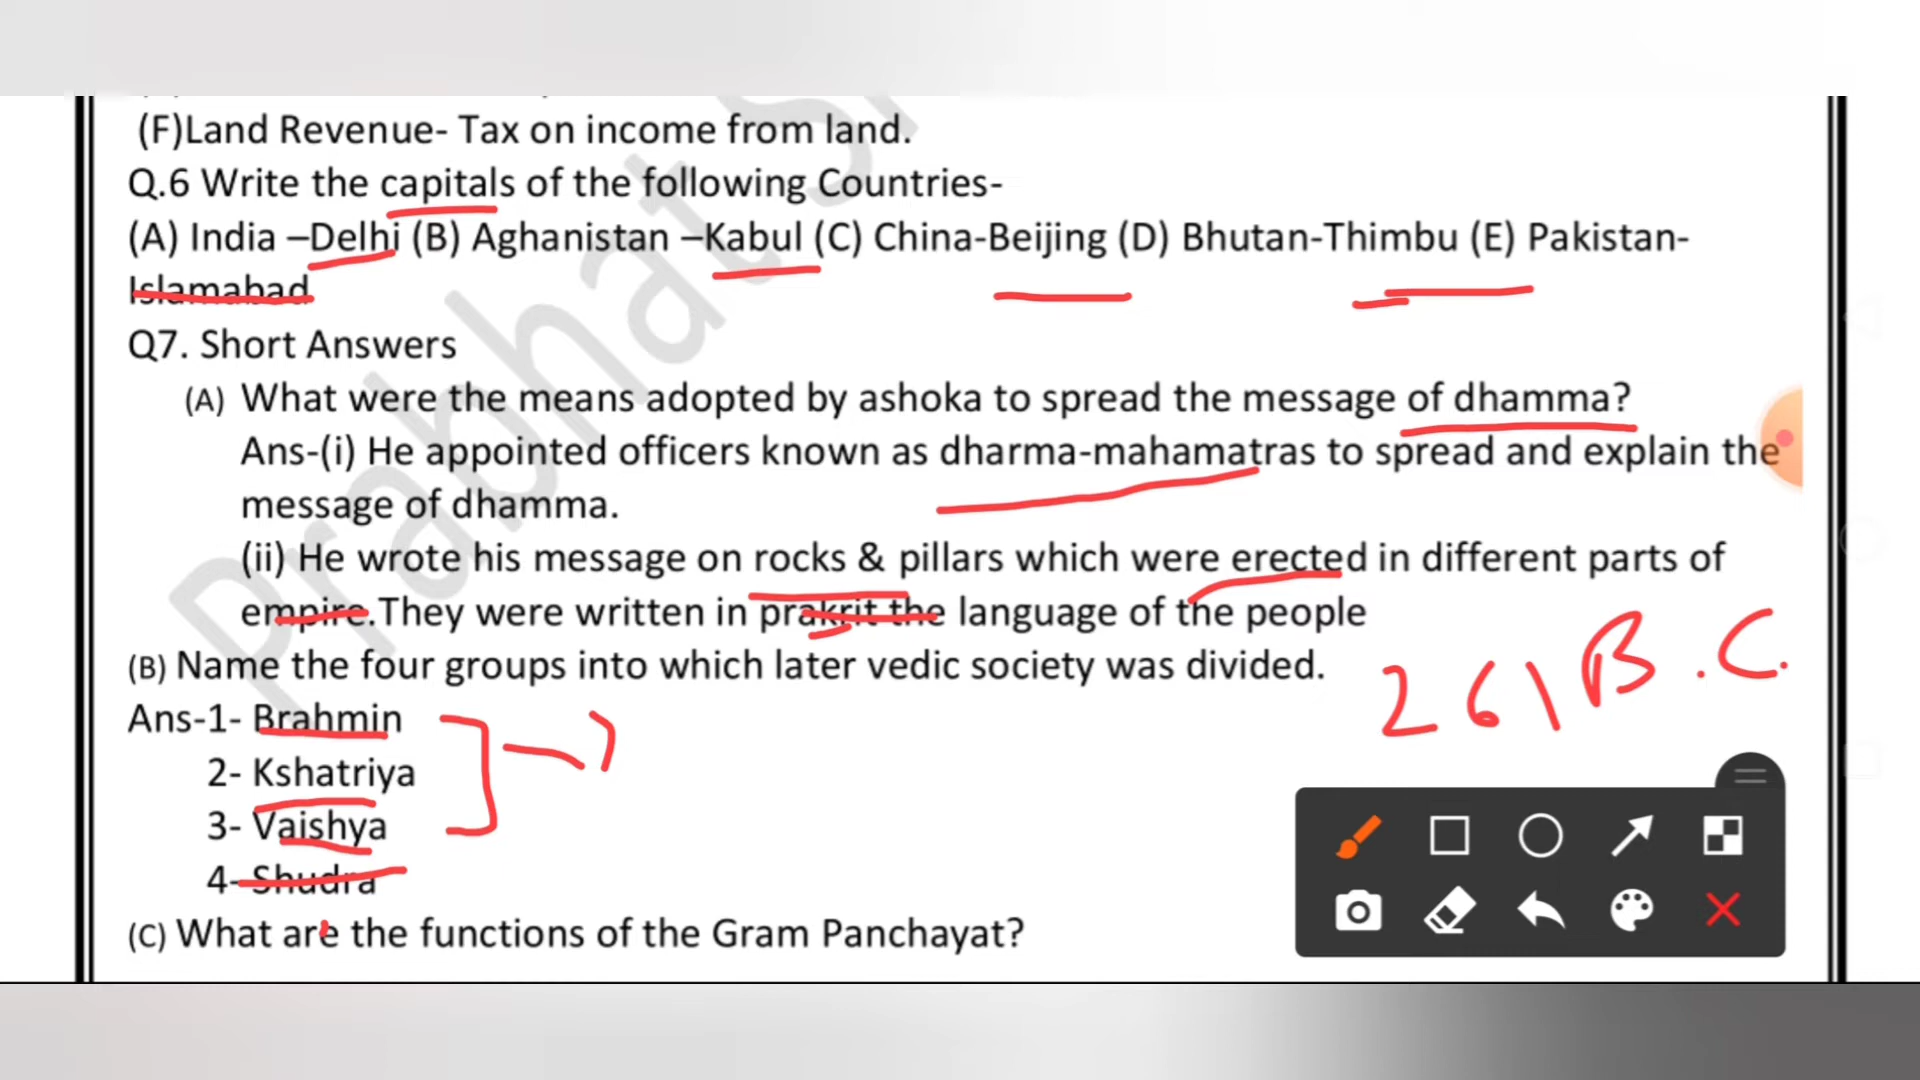 (F)Land Revenue- Tax on income from land.
Q.6 Write the capitals of the following Countries-
(A) India –Delhi (B) Aghanistan –Kabul (C) China-Beijing (D) Bhutan-Thimbu (E) Pakistan-
Islamabad
Q7. Short Answers
(A) What were the means adopted by ashoka to spread the message of dhamma?
Ans-(i) He appointed officers known as dharma-mahamatras to spread and explain the
message of dhamma.
(ii) He wrote his message on rocks & pillars which were erected in different parts of
empire.They were written in prakrit the language of the people
(B) Name the four groups into which later vedic society was divided.
261 B.C.
Ans-1- Brahmin
2- Kshatriya
3- Vaishya
4- Shudra
(C) What are the functions of the Gram Panchayat?
Prabhat